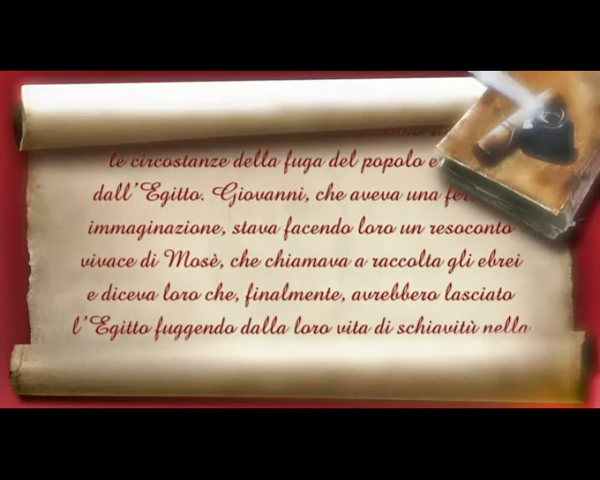 le circostanze della fuga del popolo e
dall'Egitto. Giovanni, che aveva una
immaginazione, stava facendo loro un resoconto
vivace di Mosè, che chiamava a raccolta gli ebrei
e diceva loro che, finalmente, avrebbero lasciato
l'Egitto fuggendo dalla loro vita di schiavitù nella